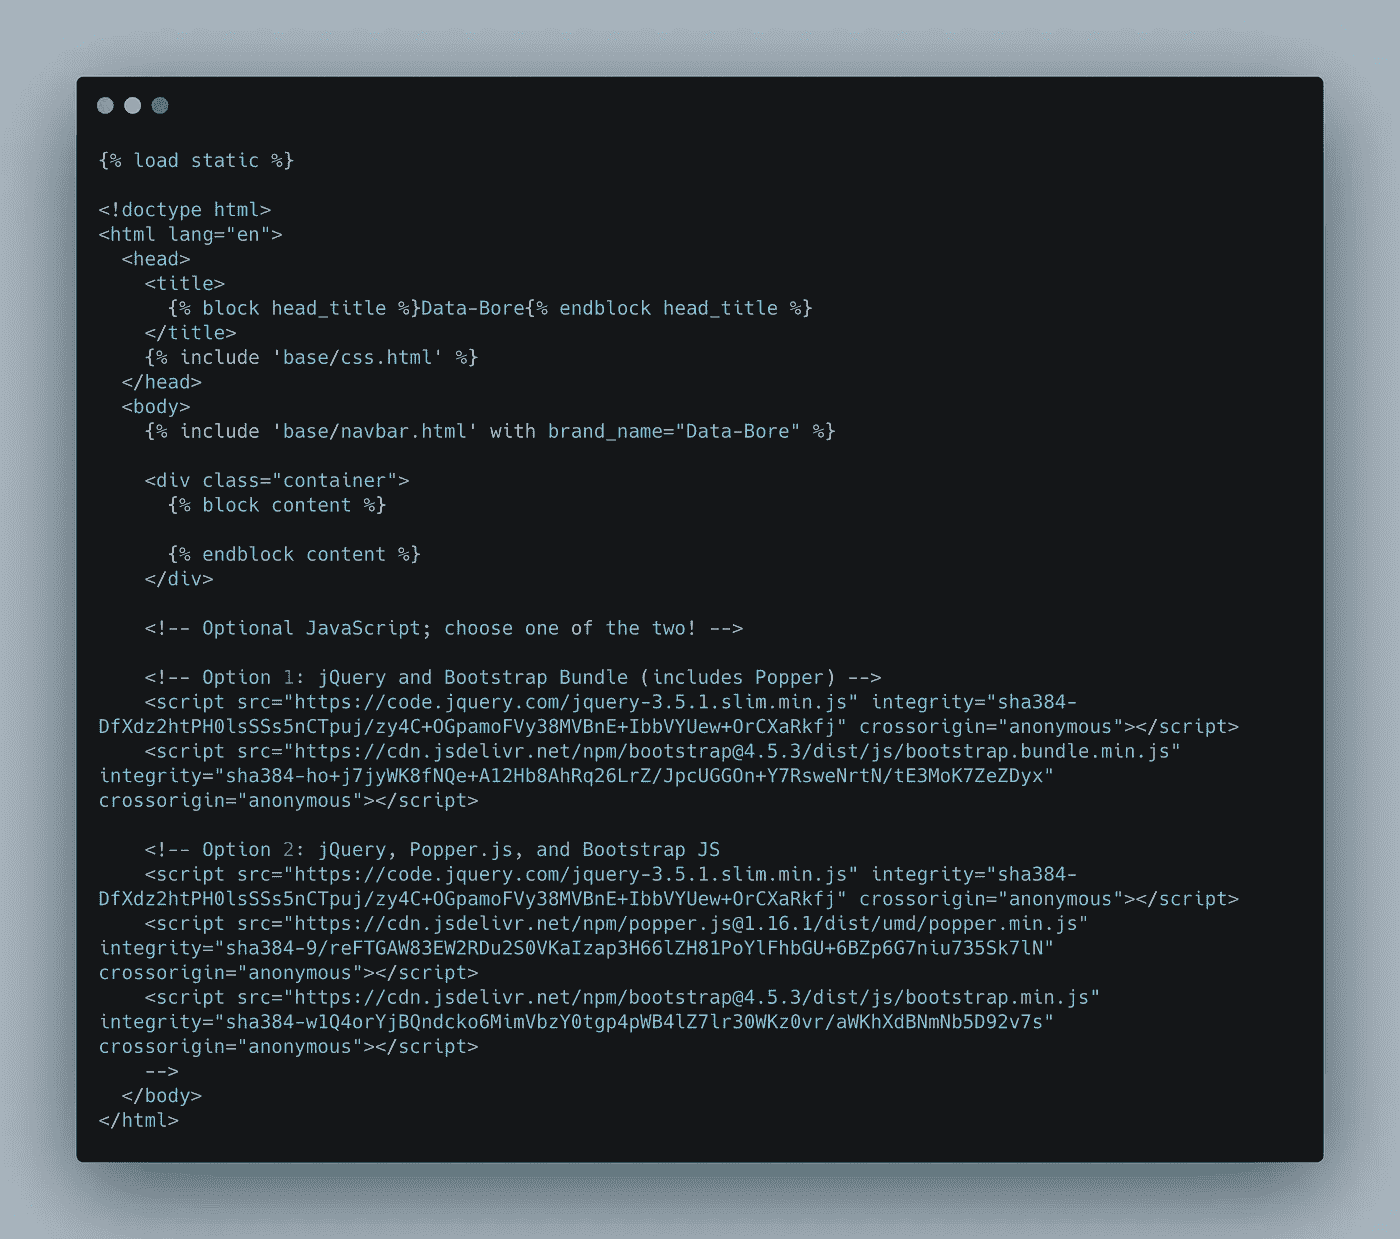 {% load static %}

<!doctype html>
<html lang="en">
  <head>
    <title>
      {% block head_title %}Data-Bore{% endblock head_title %}
    </title>
    {% include 'base/css.html' %}
  </head>
  <body>
    {% include 'base/navbar.html' with brand_name="Data-Bore" %}

    <div class="container">
      {% block content %}

      {% endblock content %}
    </div>

    <!-- Optional JavaScript; choose one of the two! -->

    <!-- Option 1: jQuery and Bootstrap Bundle (includes Popper) -->
    <script src="https://code.jquery.com/jquery-3.5.1.slim.min.js" integrity="sha384-
DfXdz2htPH0lsSSs5nCTpuj/zy4C+OGpamoFVy38MVBnE+IbbVYUew+OrCXaRkfj" crossorigin="anonymous"></script>
    <script src="https://cdn.jsdelivr.net/npm/bootstrap@4.5.3/dist/js/bootstrap.bundle.min.js"
integrity="sha384-ho+j7jyWK8fNQe+A12Hb8AhRq26LrZ/JpcUGGOn+Y7RsweNrtN/tE3MoK7ZeZDyx"
crossorigin="anonymous"></script>

    <!-- Option 2: jQuery, Popper.js, and Bootstrap JS
    <script src="https://code.jquery.com/jquery-3.5.1.slim.min.js" integrity="sha384-
DfXdz2htPH0lsSSs5nCTpuj/zy4C+OGpamoFVy38MVBnE+IbbVYUew+OrCXaRkfj" crossorigin="anonymous"></script>
    <script src="https://cdn.jsdelivr.net/npm/popper.js@1.16.1/dist/umd/popper.min.js"
integrity="sha384-9/reFTGAW83EW2RDu2S0VKaIzap3H66lZH81PoYlFhbGU+6BZp6G7niu735Sk7lN"
crossorigin="anonymous"></script>
    <script src="https://cdn.jsdelivr.net/npm/bootstrap@4.5.3/dist/js/bootstrap.min.js"
integrity="sha384-w1Q4orYjBQndcko6MimVbzY0tgp4pWB4lZ7lr30WKz0vr/aWKhXdBNmNb5D92v7s"
crossorigin="anonymous"></script>
    -->
  </body>
</html>